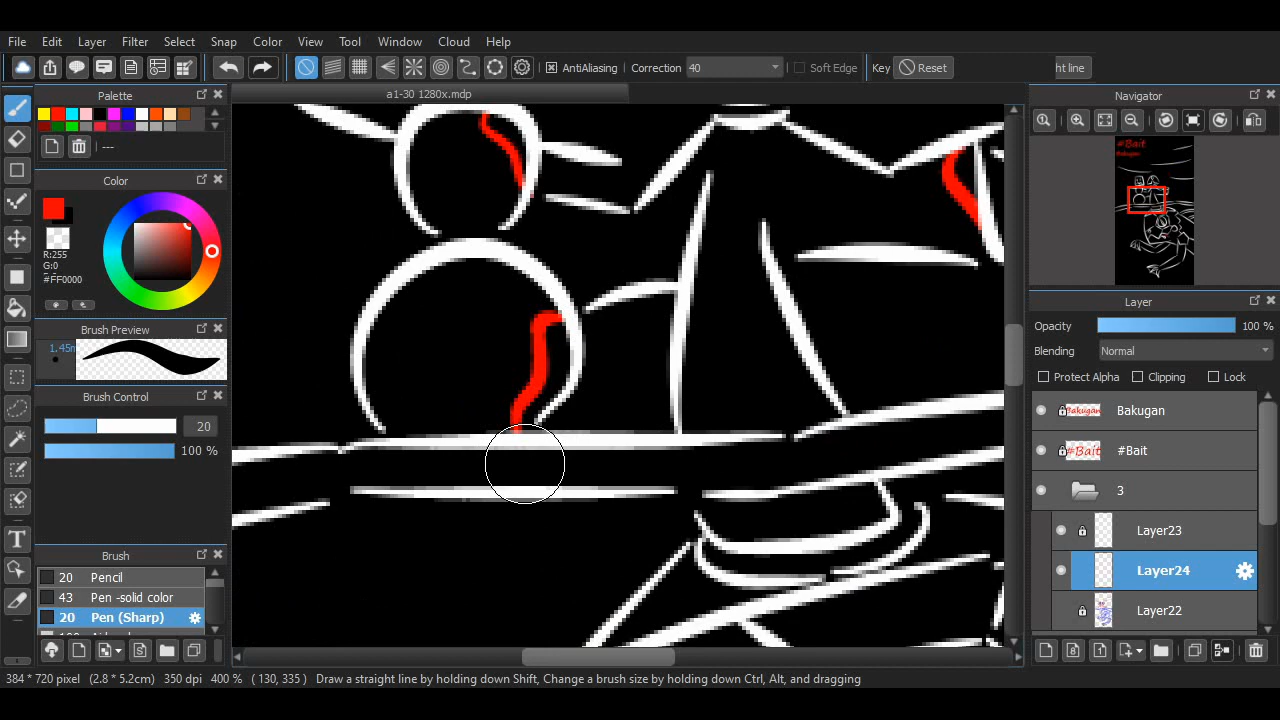 File Edit Layer Filter Select Snap Color View Tool Window Cloud Help
AntiAliasing Correction 40 Soft Edge Key Reset ht line
Palette
a1-30 1280x.mdp
Navigator
---
Color
R:255
G:0
#FF0000
Brush Preview
1.45
Brush Control
20
100 %
Brush
20 Pencil
43 Pen -solid color
20 Pen (Sharp)
#Bait
Bakugan
Layer
Opacity 100 %
Blending Normal
Protect Alpha Clipping Lock
Bakugan Bakugan
#Bait #Bait
3
Layer23
Layer24
Layer22
384 * 720 pixel (2.8 * 5.2cm) 350 dpi 400 % ( 130, 335 ) Draw a straight line by holding down Shift, Change a brush size by holding down Ctrl, Alt, and dragging